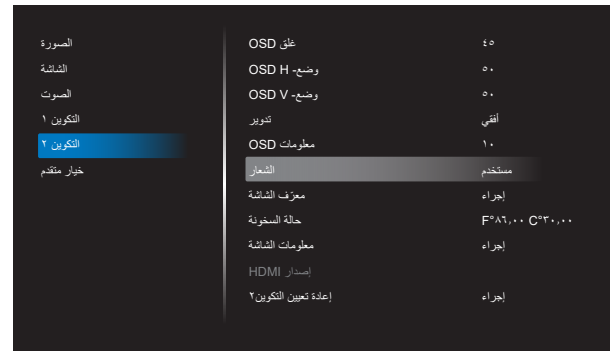 الصورة
الشاشة
الصوت
التكوين ١
التكوين ٢
خيار متقدم
غلق OSD ٤٥
وضع- OSD H ٥٠
وضع- OSD V ٥٠
تدوير أفقي
معلومات OSD ١٠
الشعار مستخدم
معرّف الشاشة إجراء
حالة السخونة F°٨٦,٠٠ C°٣٠,٠٠
معلومات الشاشة إجراء
إصدار HDMI
إعادة تعيين التكوين٢ إجراء